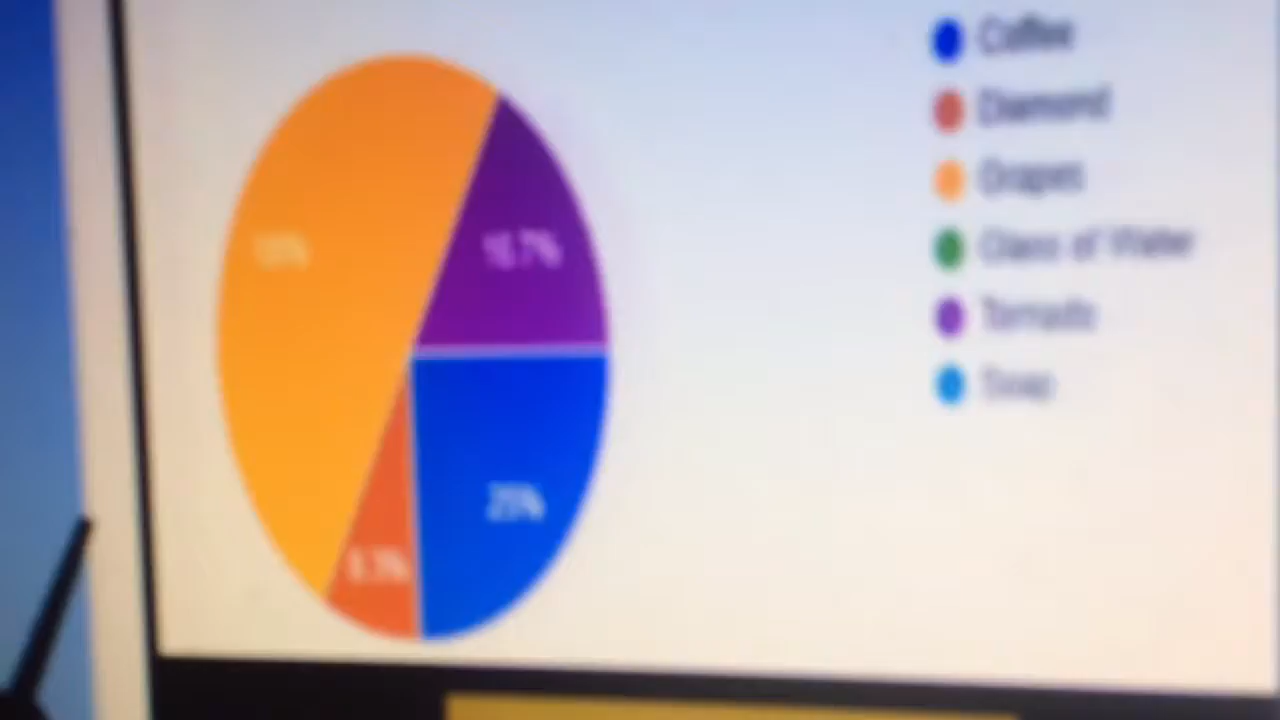 Coffee
Diamond
Grapes
Glass of Water
Tornado
Soap
50%
16.7%
25%
8.3%